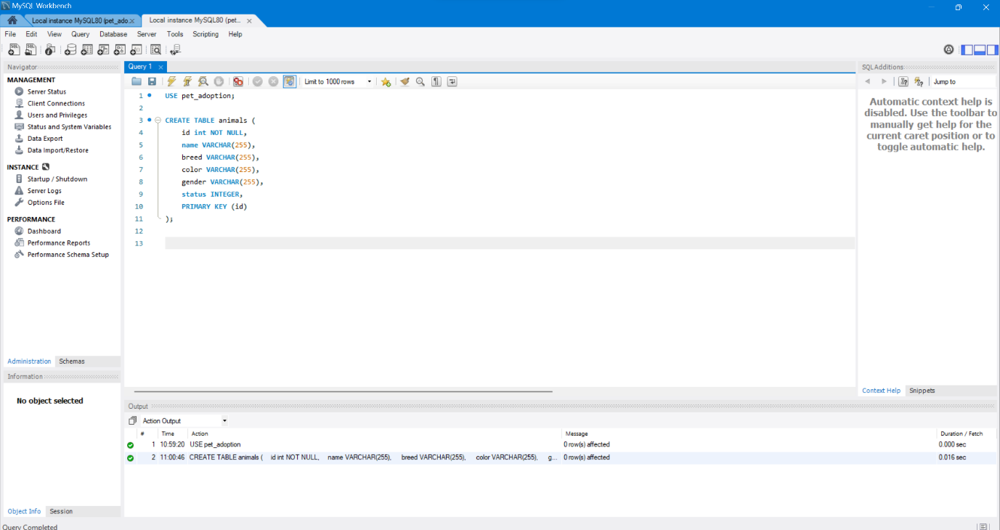 MySQL Workbench
Local instance MySQL80 (pet_ado...
Local instance MySQL80 (pet...
File Edit View Query Database Server Tools Scripting Help
Navigator
MANAGEMENT
Server Status
Client Connections
Users and Privileges
Status and System Variables
Data Export
Data Import/Restore
INSTANCE
Startup / Shutdown
Server Logs
Options File
PERFORMANCE
Dashboard
Performance Reports
Performance Schema Setup
Administration Schemas
Information
No object selected
Object Info Session
Query Completed
Query 1
Limit to 1000 rows
1 USE pet_adoption;
2
3 CREATE TABLE animals (
4 id int NOT NULL,
5 name VARCHAR(255),
6 breed VARCHAR(255),
7 color VARCHAR(255),
8 gender VARCHAR(255),
9 status INTEGER,
10 PRIMARY KEY (id)
11 );
12
13
Output
Action Output
# Time Action Message Duration / Fetch
1 10:59:20 USE pet_adoption 0 row(s) affected 0.000 sec
2 11:00:46 CREATE TABLE animals ( id int NOT NULL, name VARCHAR(255), breed VARCHAR(255), color VARCHAR(255), g... 0 row(s) affected 0.016 sec
SQLAdditions
Jump to
Automatic context help is
disabled. Use the toolbar to
manually get help for the
current caret position or to
toggle automatic help.
Context Help Snippets